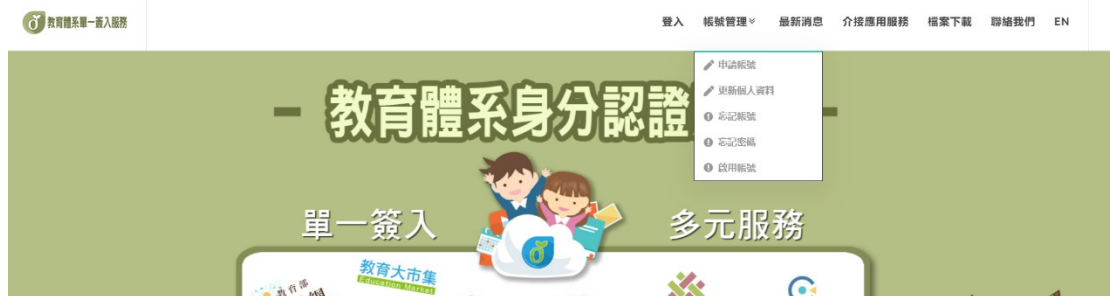 教育體系單一簽入服務
登入 帳號管理 最新消息 介接應用服務 檔案下載 聯絡我們 EN
申請帳號
更新個人資料
忘記帳號
忘記密碼
啟用帳號
- 教育體系身分認證 -
單一簽入 多元服務
教育大市集
Education Market
教育部